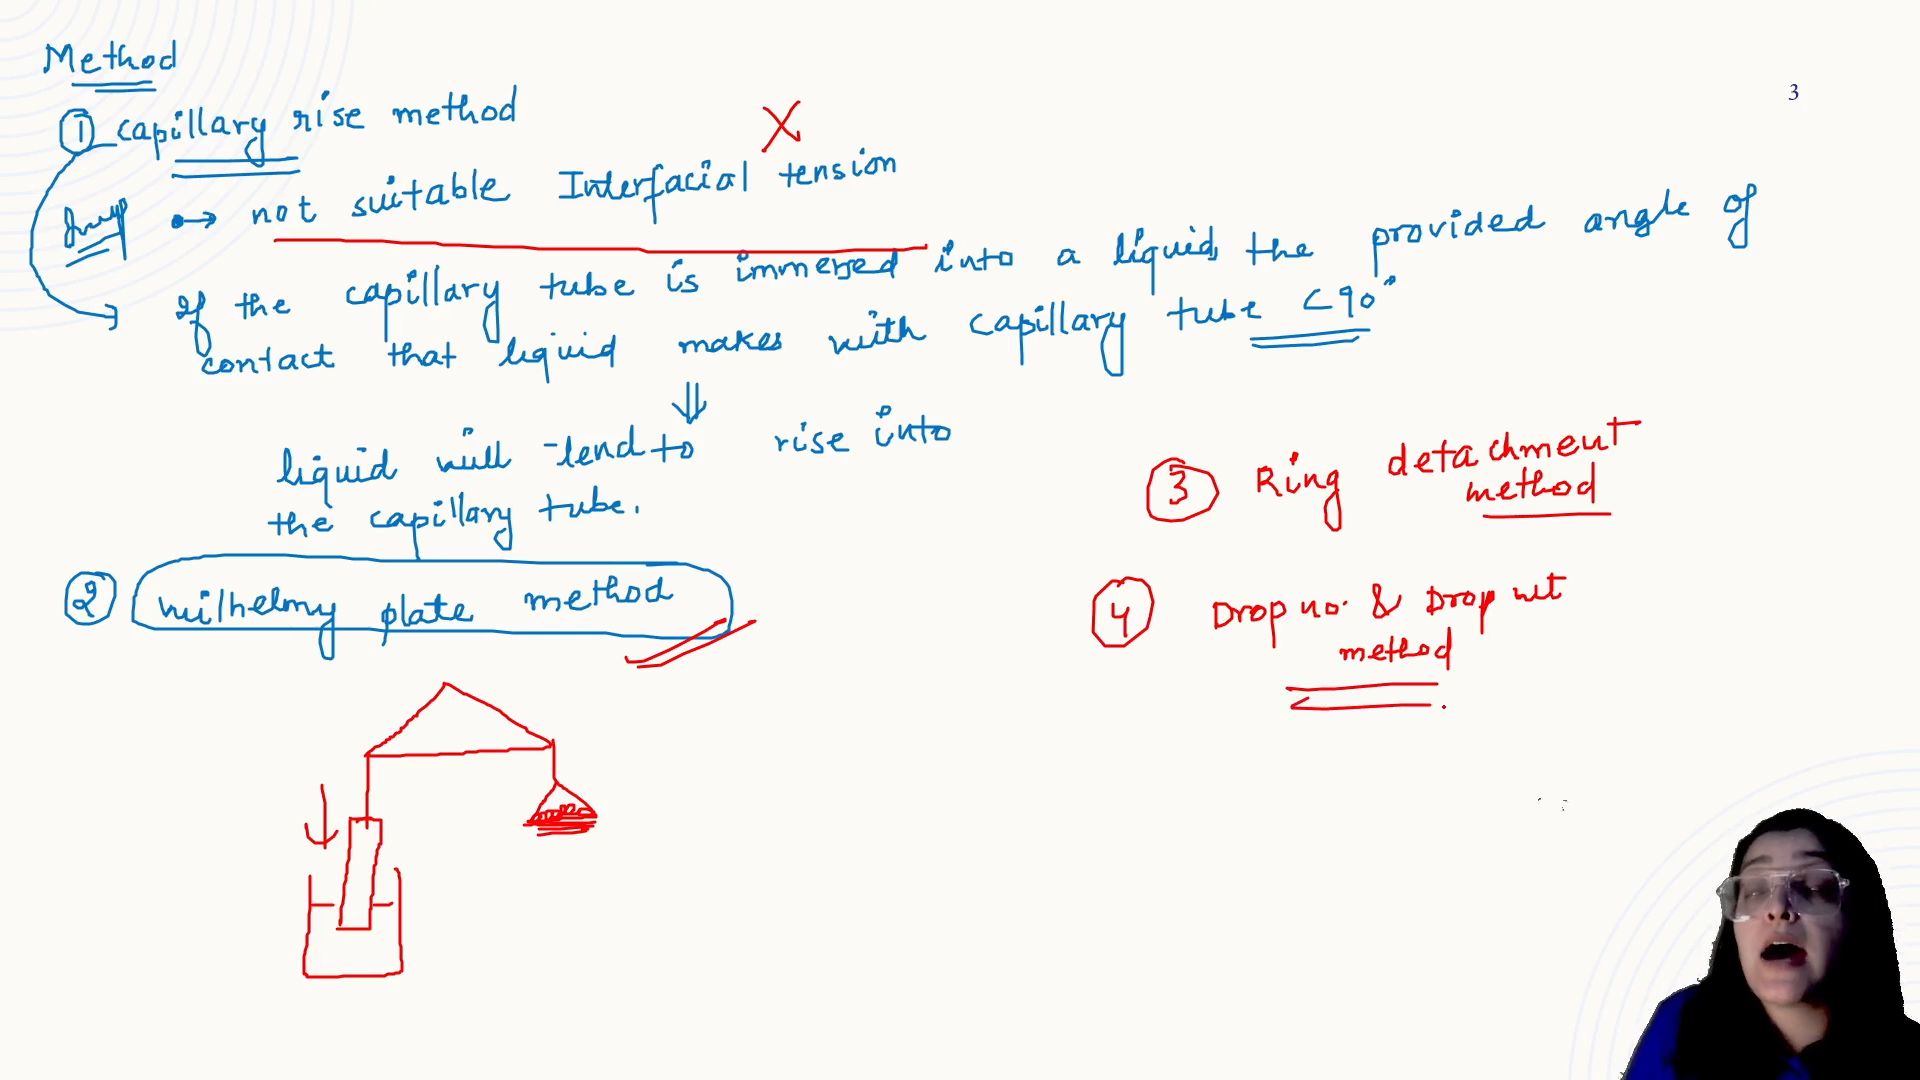 Method
3
① Capillary rise method
X
Imp → not suitable Interfacial tension
If the capillary tube is immersed into a liquid, the provided angle of
contact that liquid makes with capillary tube <90°
⇓
liquid will tend to rise into
the capillary tube.
② wilhelmy plate method
③ Ring detachment
method
④ Drop no. & Drop wt
method